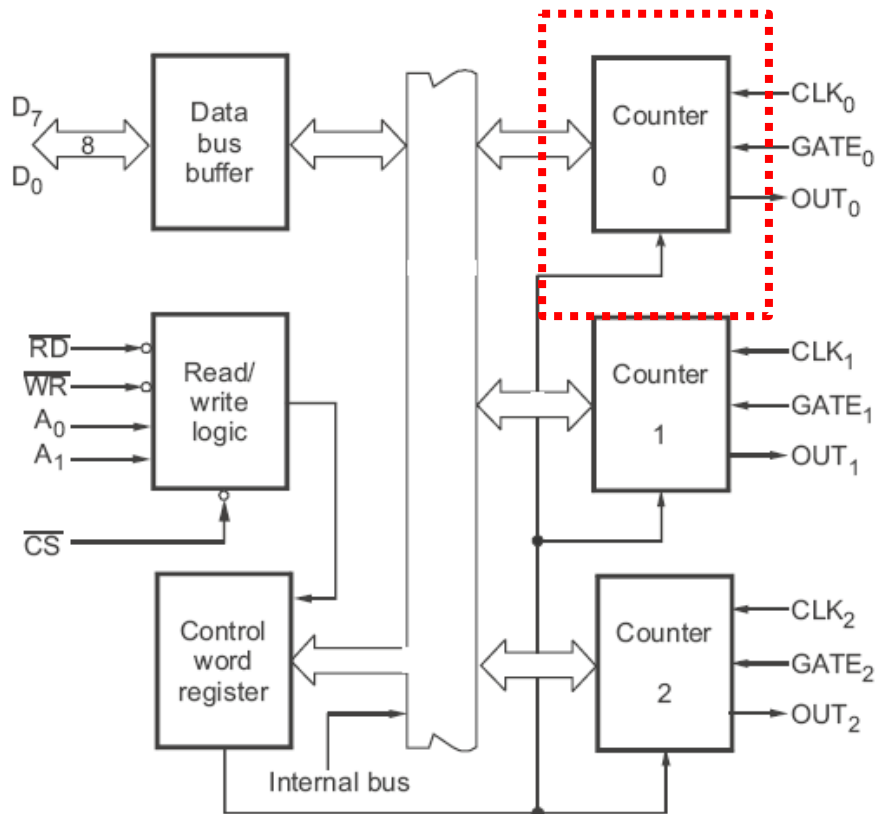 D7
8
D0
Data
bus
buffer
Counter
0
CLK0
GATE0
OUT0
RD
WR
A0
A1
CS
Read/
write
logic
Counter
1
CLK1
GATE1
OUT1
Control
word
register
Internal bus
Counter
2
CLK2
GATE2
OUT2